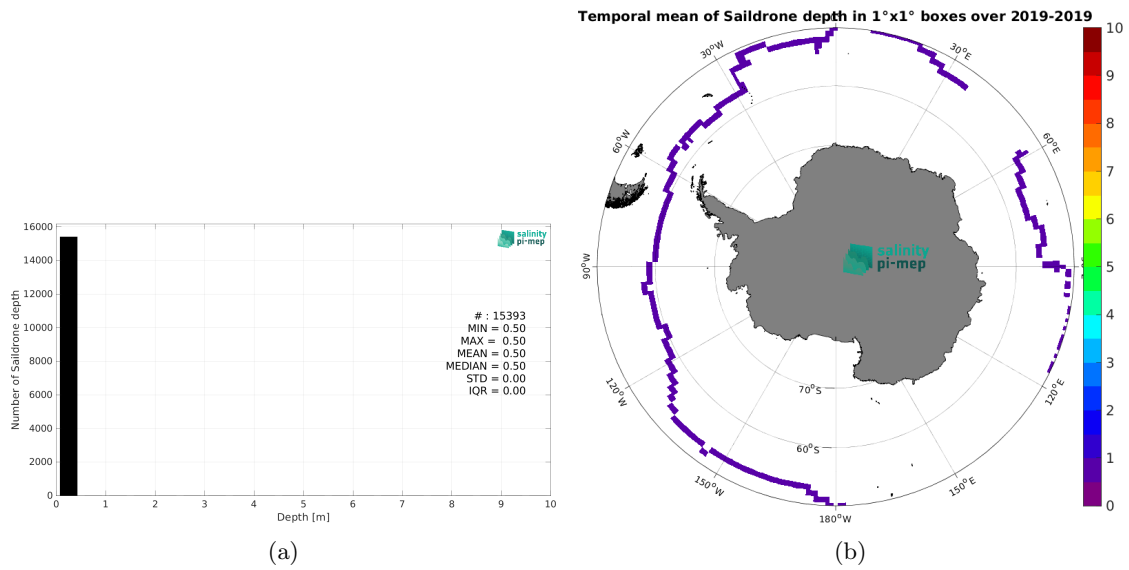 Temporal mean of Saildrone depth in 1°x1° boxes over 2019-2019
16000
14000
12000
10000
8000
6000
4000
2000
0
Number of Saildrone depth
salinity
pi-mep
# : 15393
MIN = 0.50
MAX = 0.50
MEAN = 0.50
MEDIAN = 0.50
STD = 0.00
IQR = 0.00
0 1 2 3 4 5 6 7 8 9 10
Depth [m]
(a)
30°W
30°E
60°W
60°E
90°W
salinity
pi-mep
120°W
120°E
70°S
60°S
150°W
150°E
180°W
10
9
8
7
6
5
4
3
2
1
0
(b)